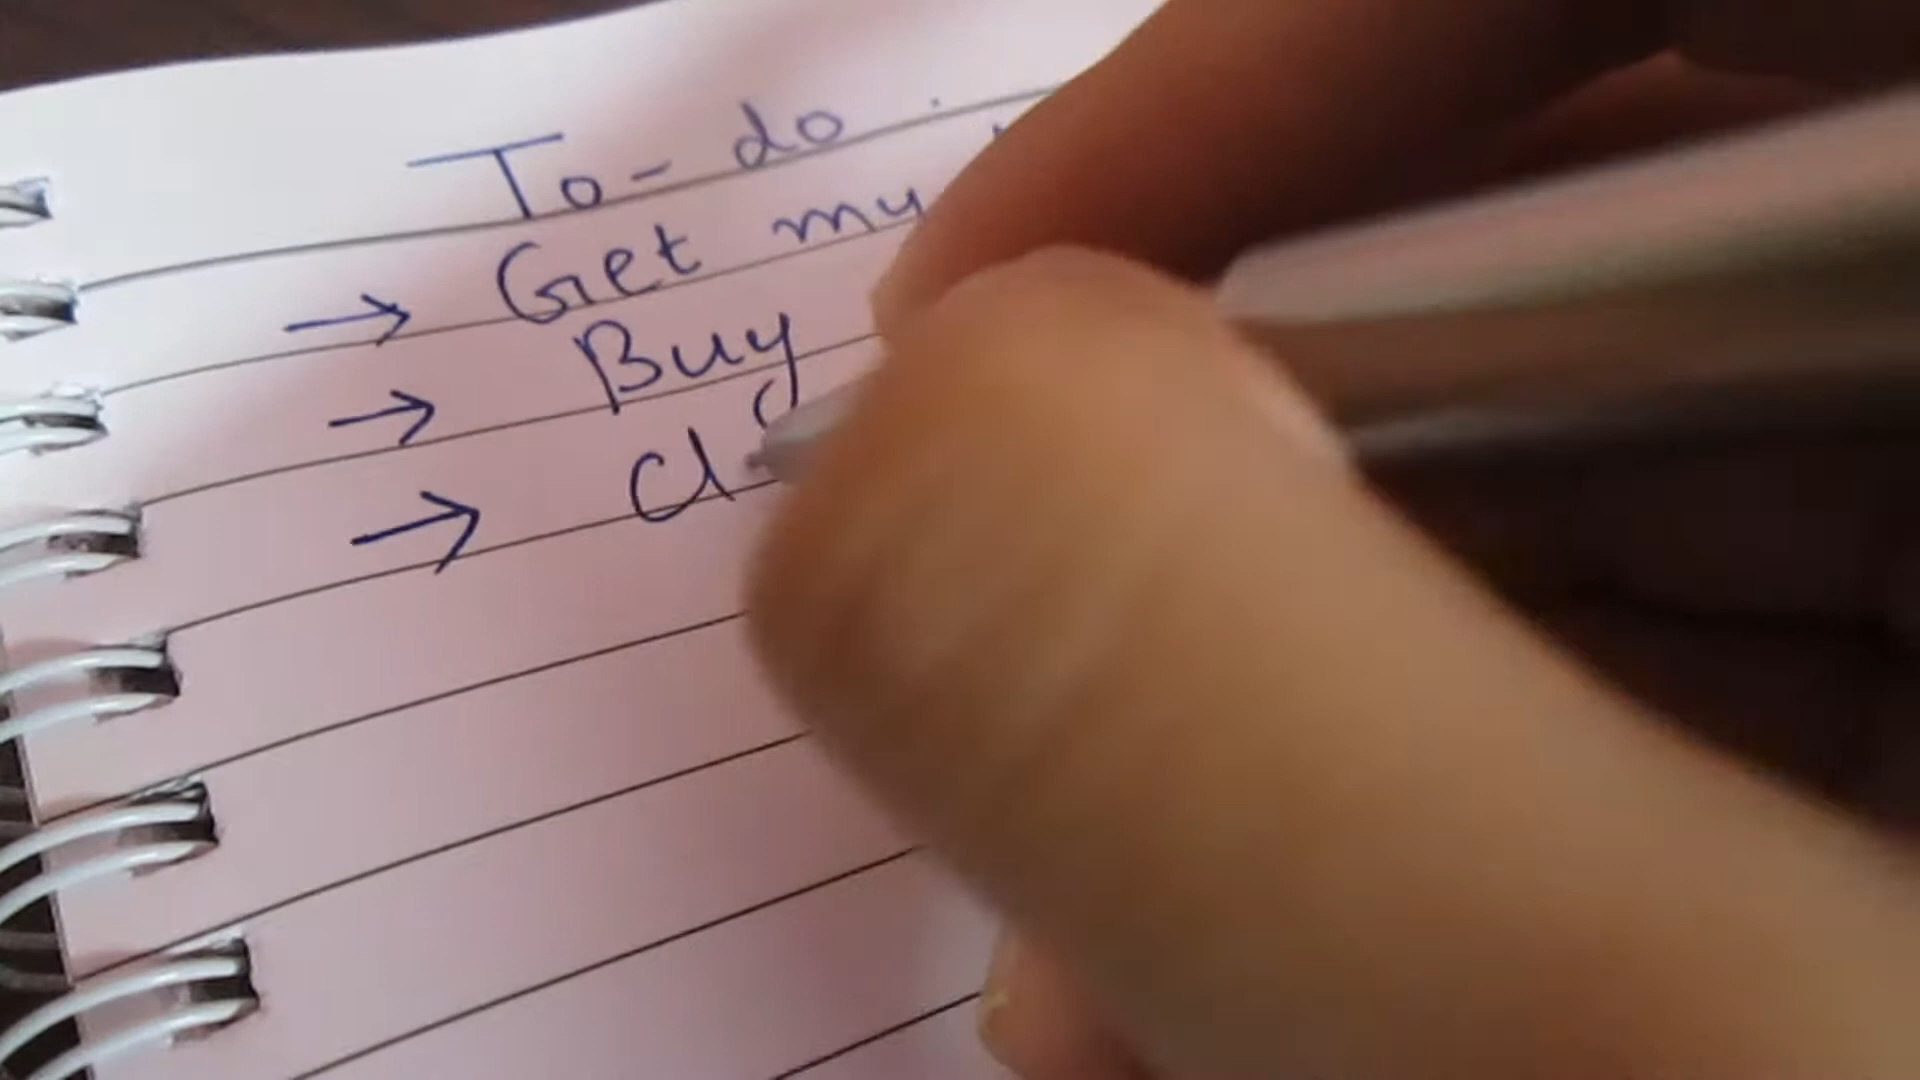 To-do
→ Get my
→ Buy
→ Cl